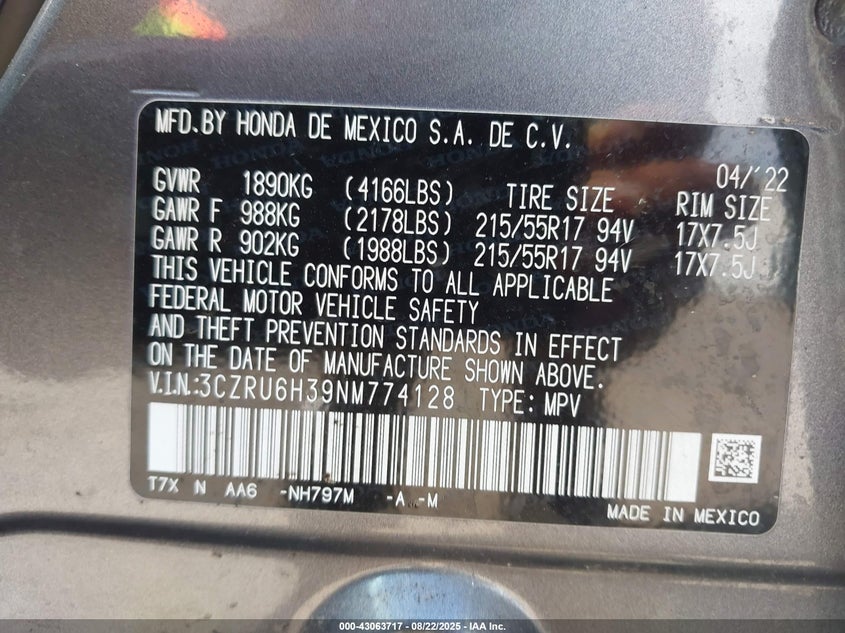 MFD.BY HONDA DE MEXICO S.A. DE C.V.
04/'22
GVWR 1890KG (4166LBS) TIRE SIZE RIM SIZE
GAWR F 988KG (2178LBS) 215/55R17 94V 17X7.5J
GAWR R 902KG (1988LBS) 215/55R17 94V 17X7.5J
THIS VEHICLE CONFORMS TO ALL APPLICABLE
FEDERAL MOTOR VEHICLE SAFETY
AND THEFT PREVENTION STANDARDS IN EFFECT
ON THE DATE OF MANUFACTURE SHOWN ABOVE.
V.I.N.:3CZRU6H39NM774128 TYPE: MPV
T7X N AA6 -NH797M -A -M
MADE IN MEXICO
000-43063717 - 08/22/2025 - IAA Inc.